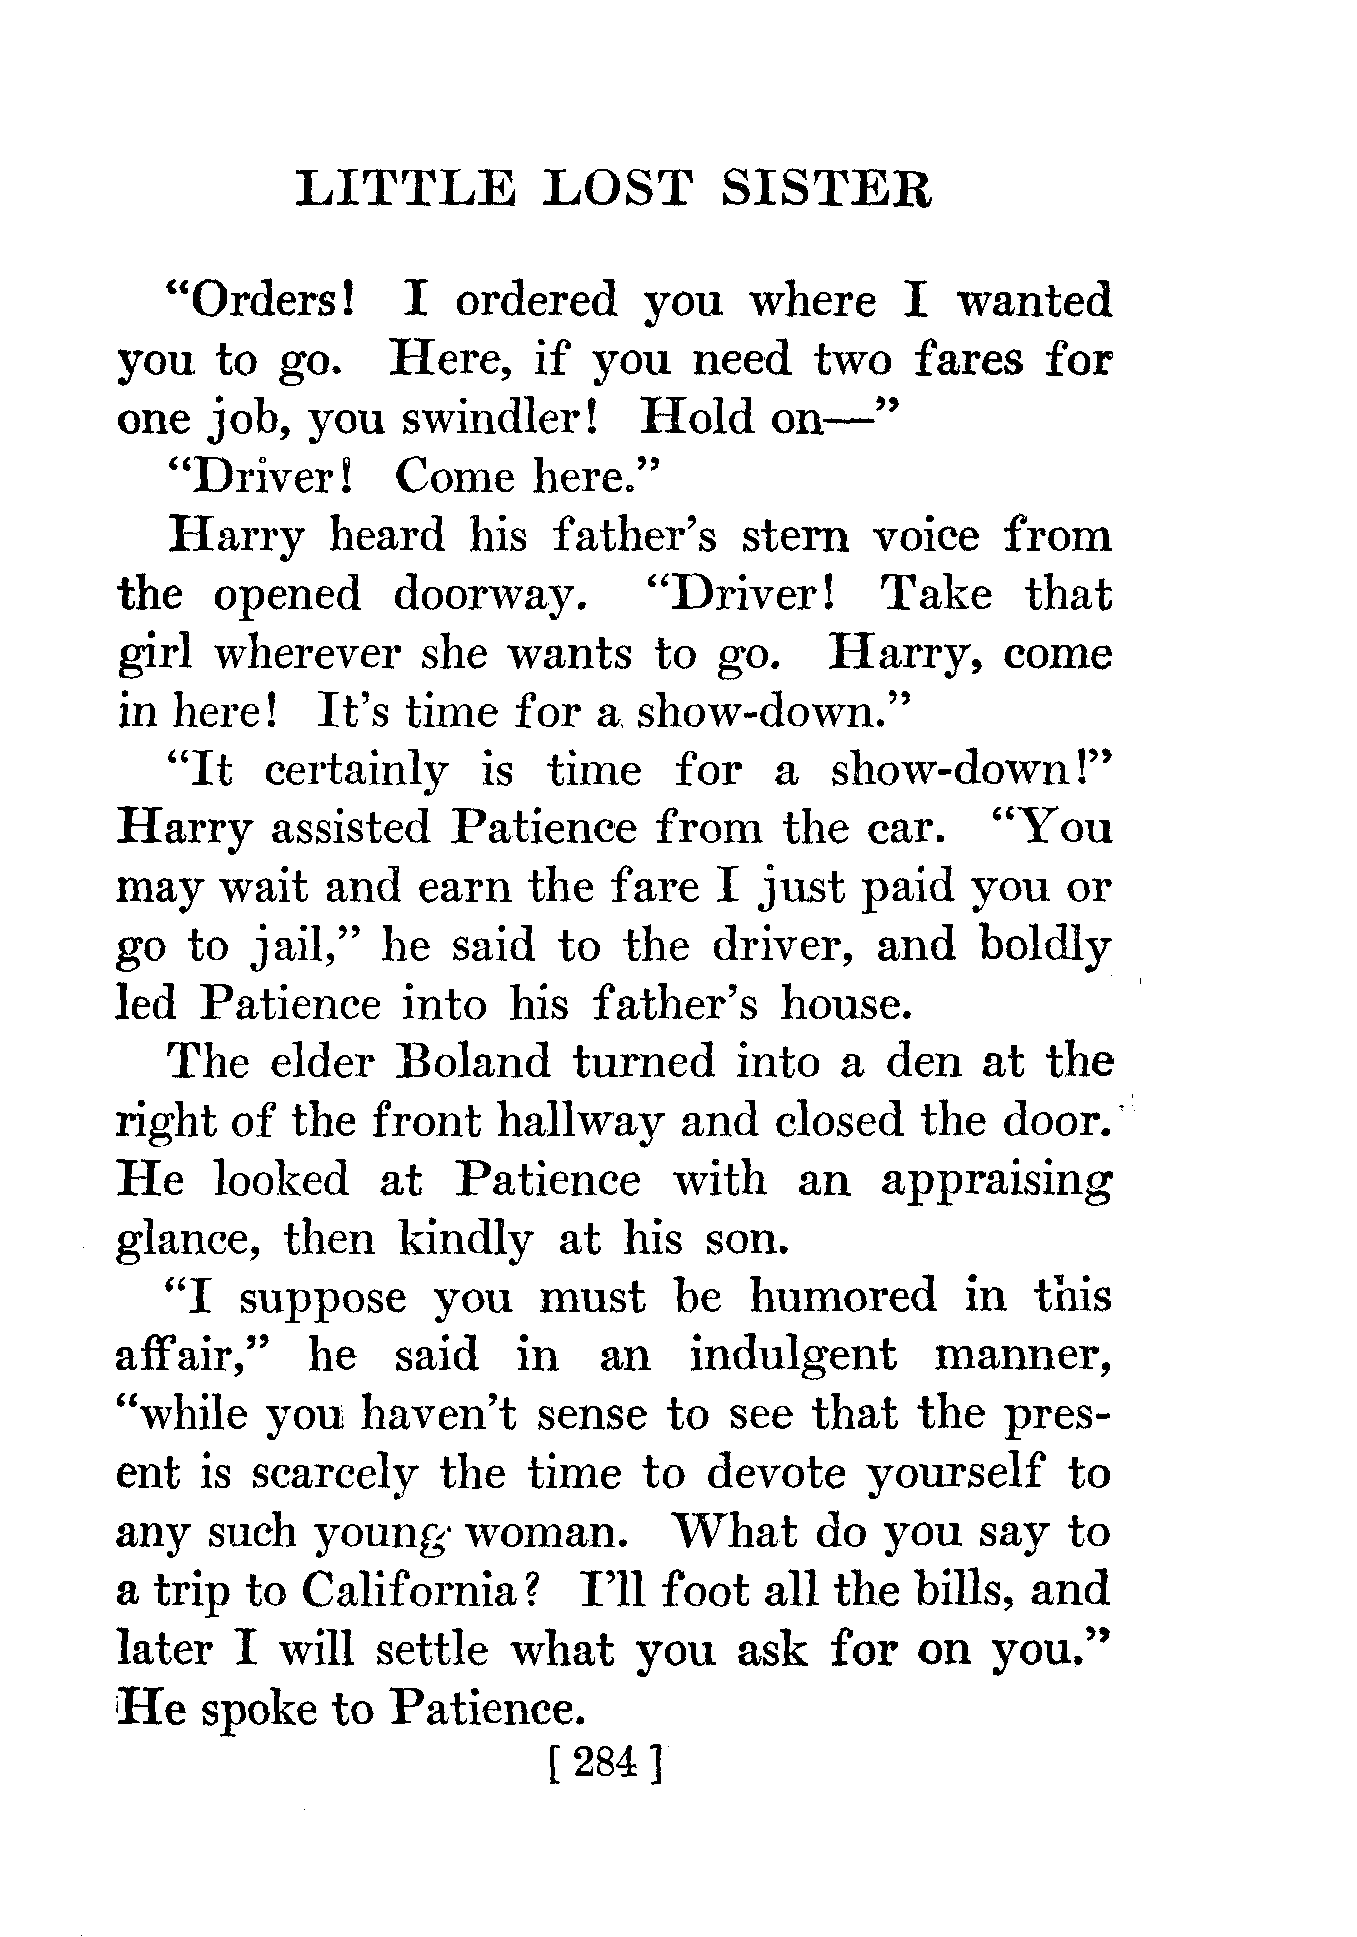 LITTLE LOST SISTER
“Orders! I ordered you where I wanted
you to go. Here, if you need two fares for
one job, you swindler! Hold on—”
“Driver! Come here.”
Harry heard his father’s stern voice from
the opened doorway. “Driver! Take that
girl wherever she wants to go. Harry, come
in here! It’s time for a show-down.”
“It certainly is time for a show-down!”
Harry assisted Patience from the car. “You
may wait and earn the fare I just paid you or
go to jail,” he said to the driver, and boldly
led Patience into his father’s house.
The elder Boland turned into a den at the
right of the front hallway and closed the door.
He looked at Patience with an appraising
glance, then kindly at his son.
“I suppose you must be humored in this
affair,” he said in an indulgent manner,
“while you haven’t sense to see that the pres-
ent is scarcely the time to devote yourself to
any such young woman. What do you say to
a trip to California? I’ll foot all the bills, and
later I will settle what you ask for on you.”
He spoke to Patience.
[ 284 ]